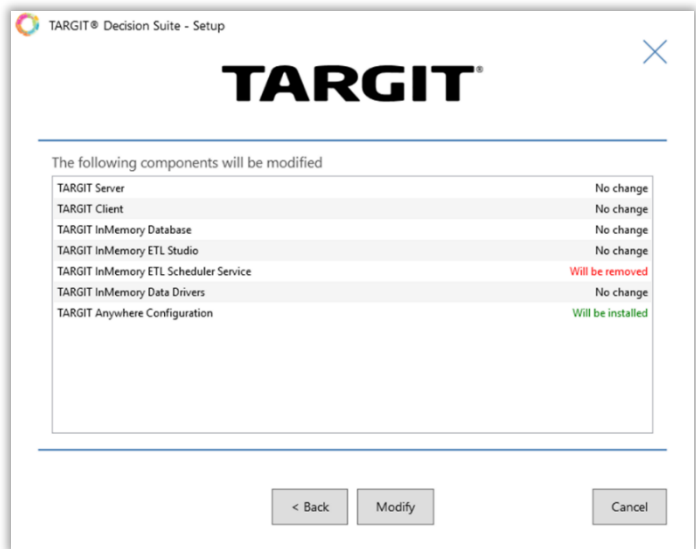 TARGIT® Decision Suite - Setup
TARGIT®
The following components will be modified
TARGIT Server No change
TARGIT Client No change
TARGIT InMemory Database No change
TARGIT InMemory ETL Studio No change
TARGIT InMemory ETL Scheduler Service Will be removed
TARGIT InMemory Data Drivers No change
TARGIT Anywhere Configuration Will be installed
< Back Modify Cancel